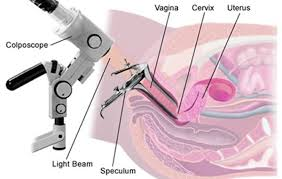 Vagina
Cervix
Uterus
Colposcope
Light Beam
Speculum